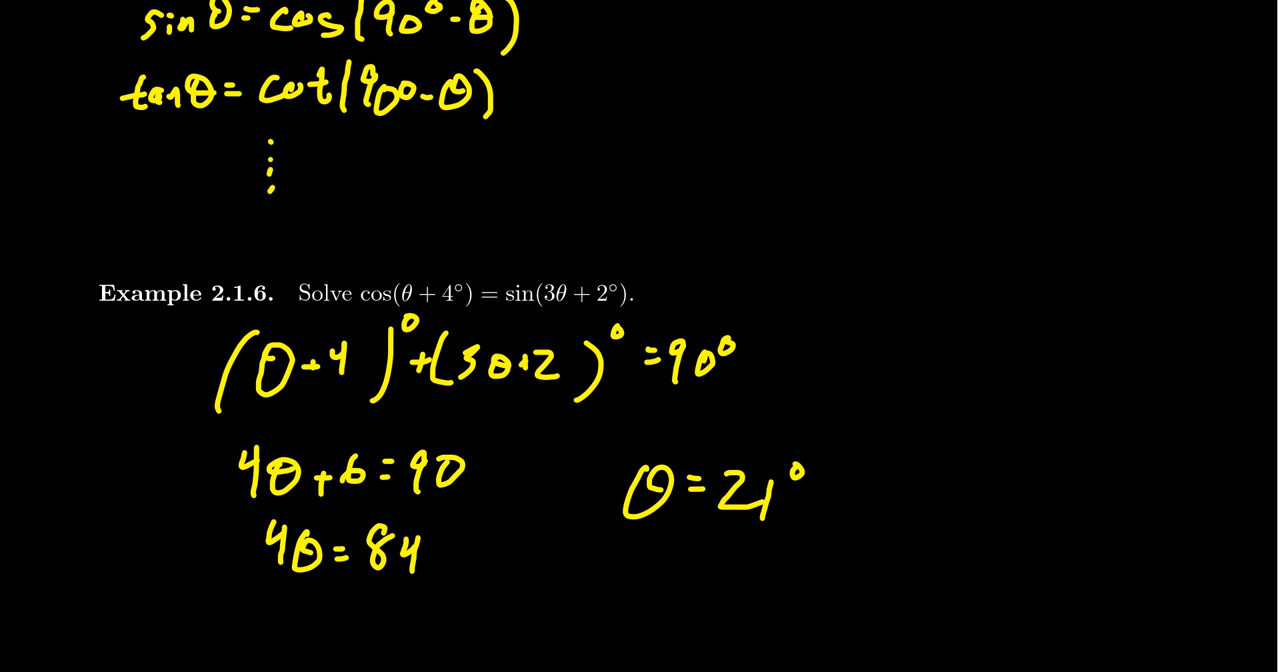 sin θ = cos(90° - θ)
tan θ = cot(90° - θ)
⋮
Example 2.1.6. Solve cos(θ + 4°) = sin(3θ + 2°).
(θ + 4)° + (3θ + 2)° = 90°
4θ + 6 = 90
4θ = 84
θ = 21°